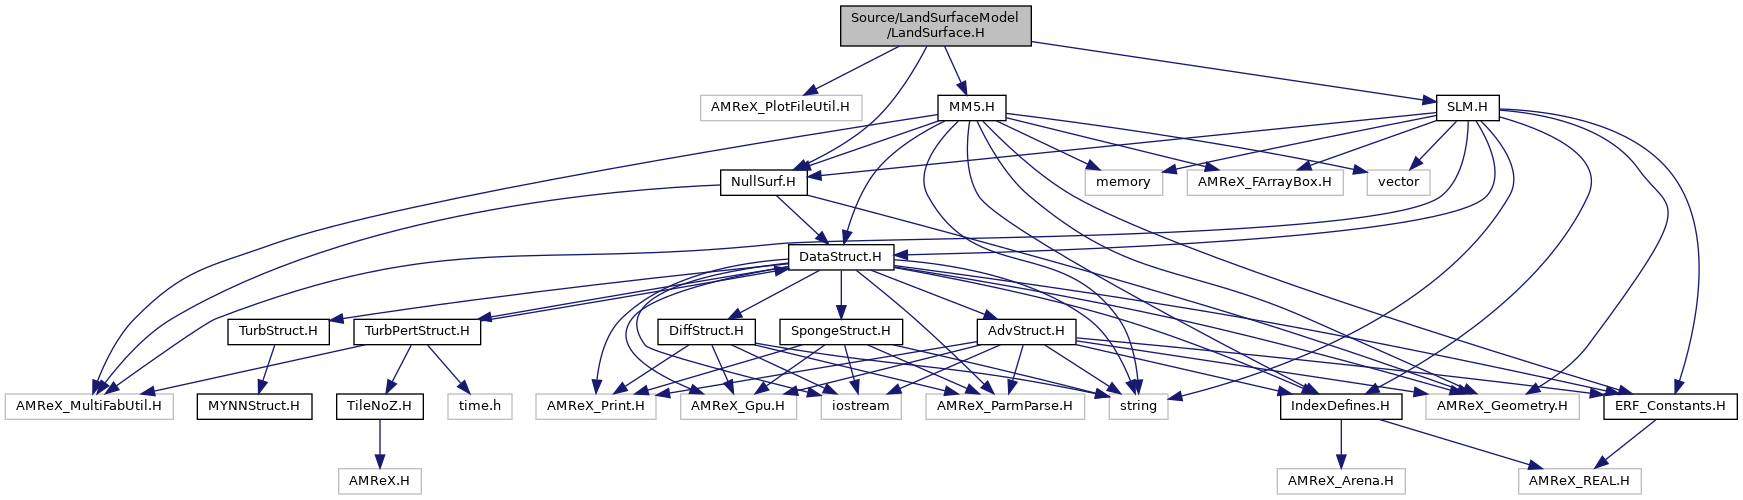 Source/LandSurfaceModel
/LandSurface.H
AMReX_PlotFileUtil.H
MM5.H
SLM.H
NullSurf.H
memory
AMReX_FArrayBox.H
vector
DataStruct.H
TurbStruct.H
TurbPertStruct.H
DiffStruct.H
SpongeStruct.H
AdvStruct.H
AMReX_MultiFabUtil.H
MYNNStruct.H
TileNoZ.H
time.h
AMReX_Print.H
AMReX_Gpu.H
iostream
AMReX_ParmParse.H
string
IndexDefines.H
AMReX_Geometry.H
ERF_Constants.H
AMReX.H
AMReX_Arena.H
AMReX_REAL.H